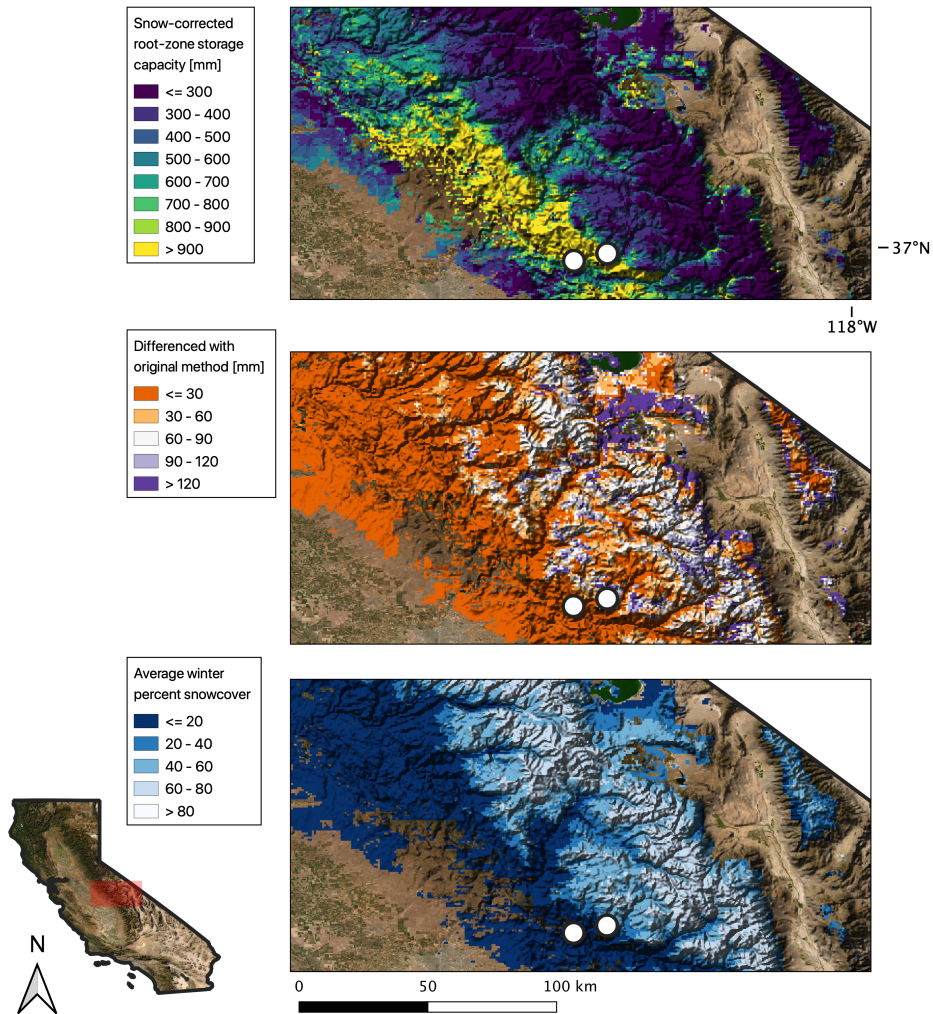 Snow-corrected
root-zone storage
capacity [mm]
<= 300
300 - 400
400 - 500
500 - 600
600 - 700
700 - 800
800 - 900
> 900
37°N
118°W
Differenced with
original method [mm]
<= 30
30 - 60
60 - 90
90 - 120
> 120
Average winter
percent snowcover
<= 20
20 - 40
40 - 60
60 - 80
> 80
N
0 50 100 km